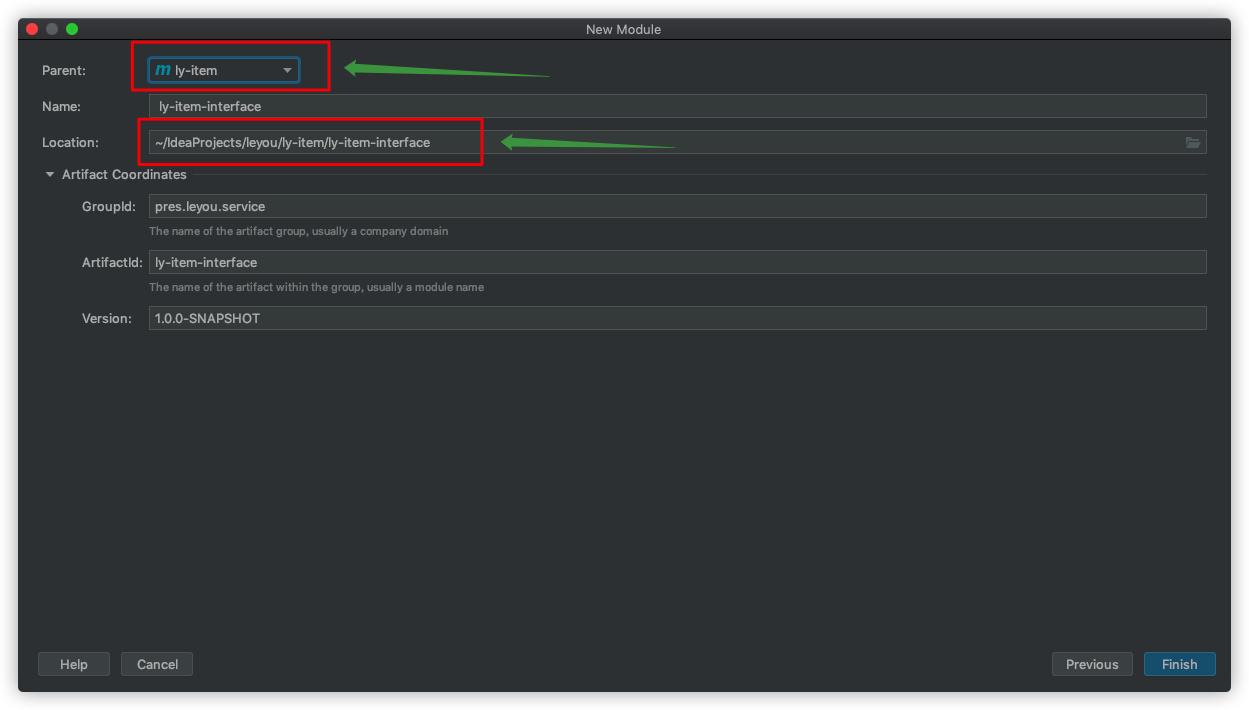 New Module
Parent: m ly-item
Name: ly-item-interface
Location: ~/IdeaProjects/leyou/ly-item/ly-item-interface
Artifact Coordinates
GroupId: pres.leyou.service
The name of the artifact group, usually a company domain
ArtifactId: ly-item-interface
The name of the artifact within the group, usually a module name
Version: 1.0.0-SNAPSHOT
Help Cancel Previous Finish